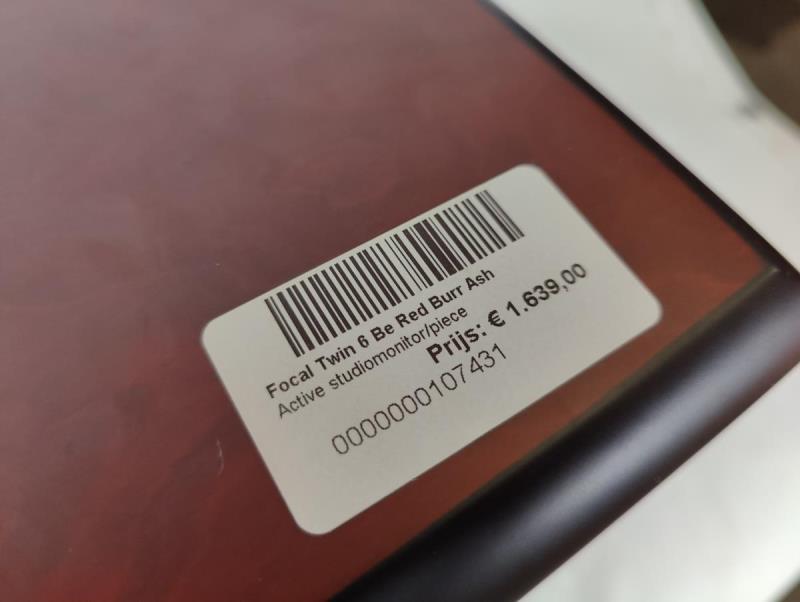 Focal Twin 6 Be Red Burr Ash
Active studiomonitor/piece
Prijs: € 1.639,00
0000000107431